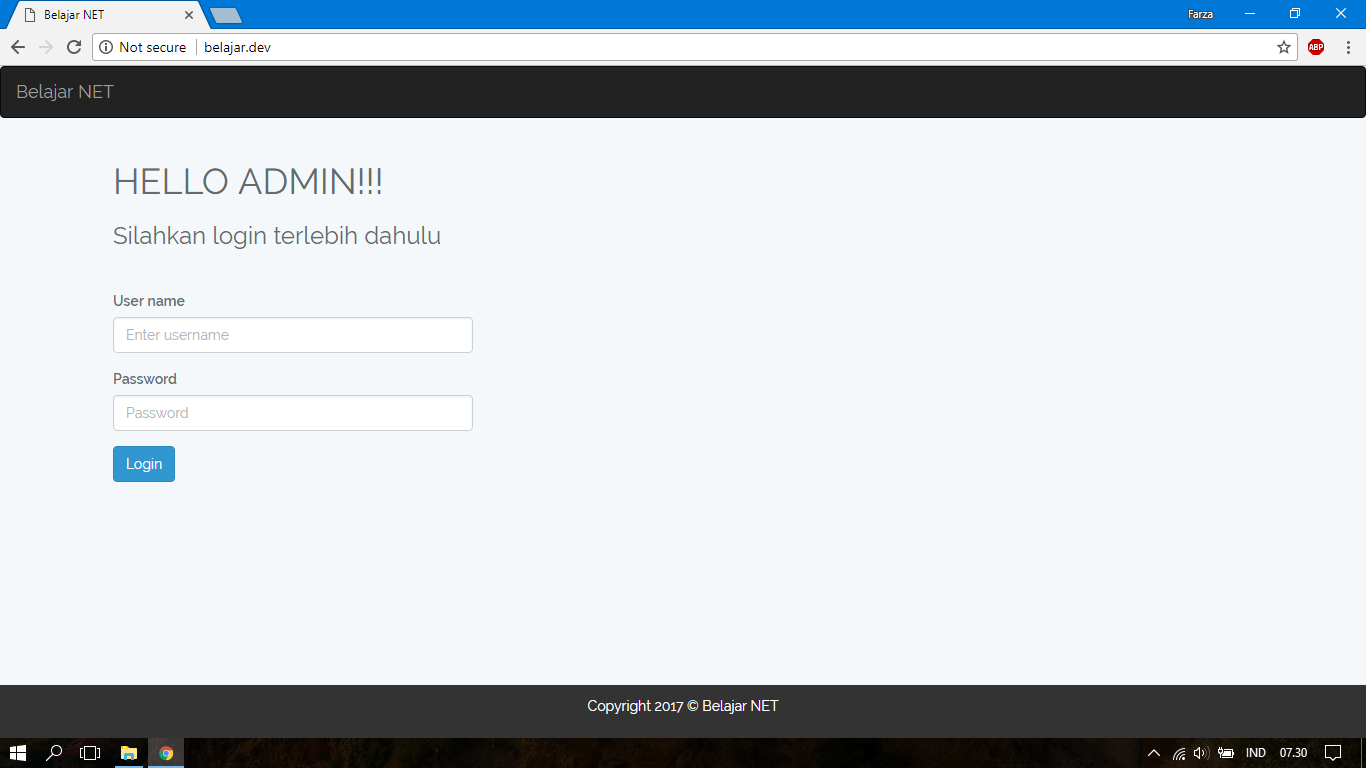 Belajar NET
Farza
Not secure
belajar.dev
ABP
Belajar NET
HELLO ADMIN!!!
Silahkan login terlebih dahulu
User name
Enter username
Password
Password
Login
Copyright 2017 © Belajar NET
IND
07.30